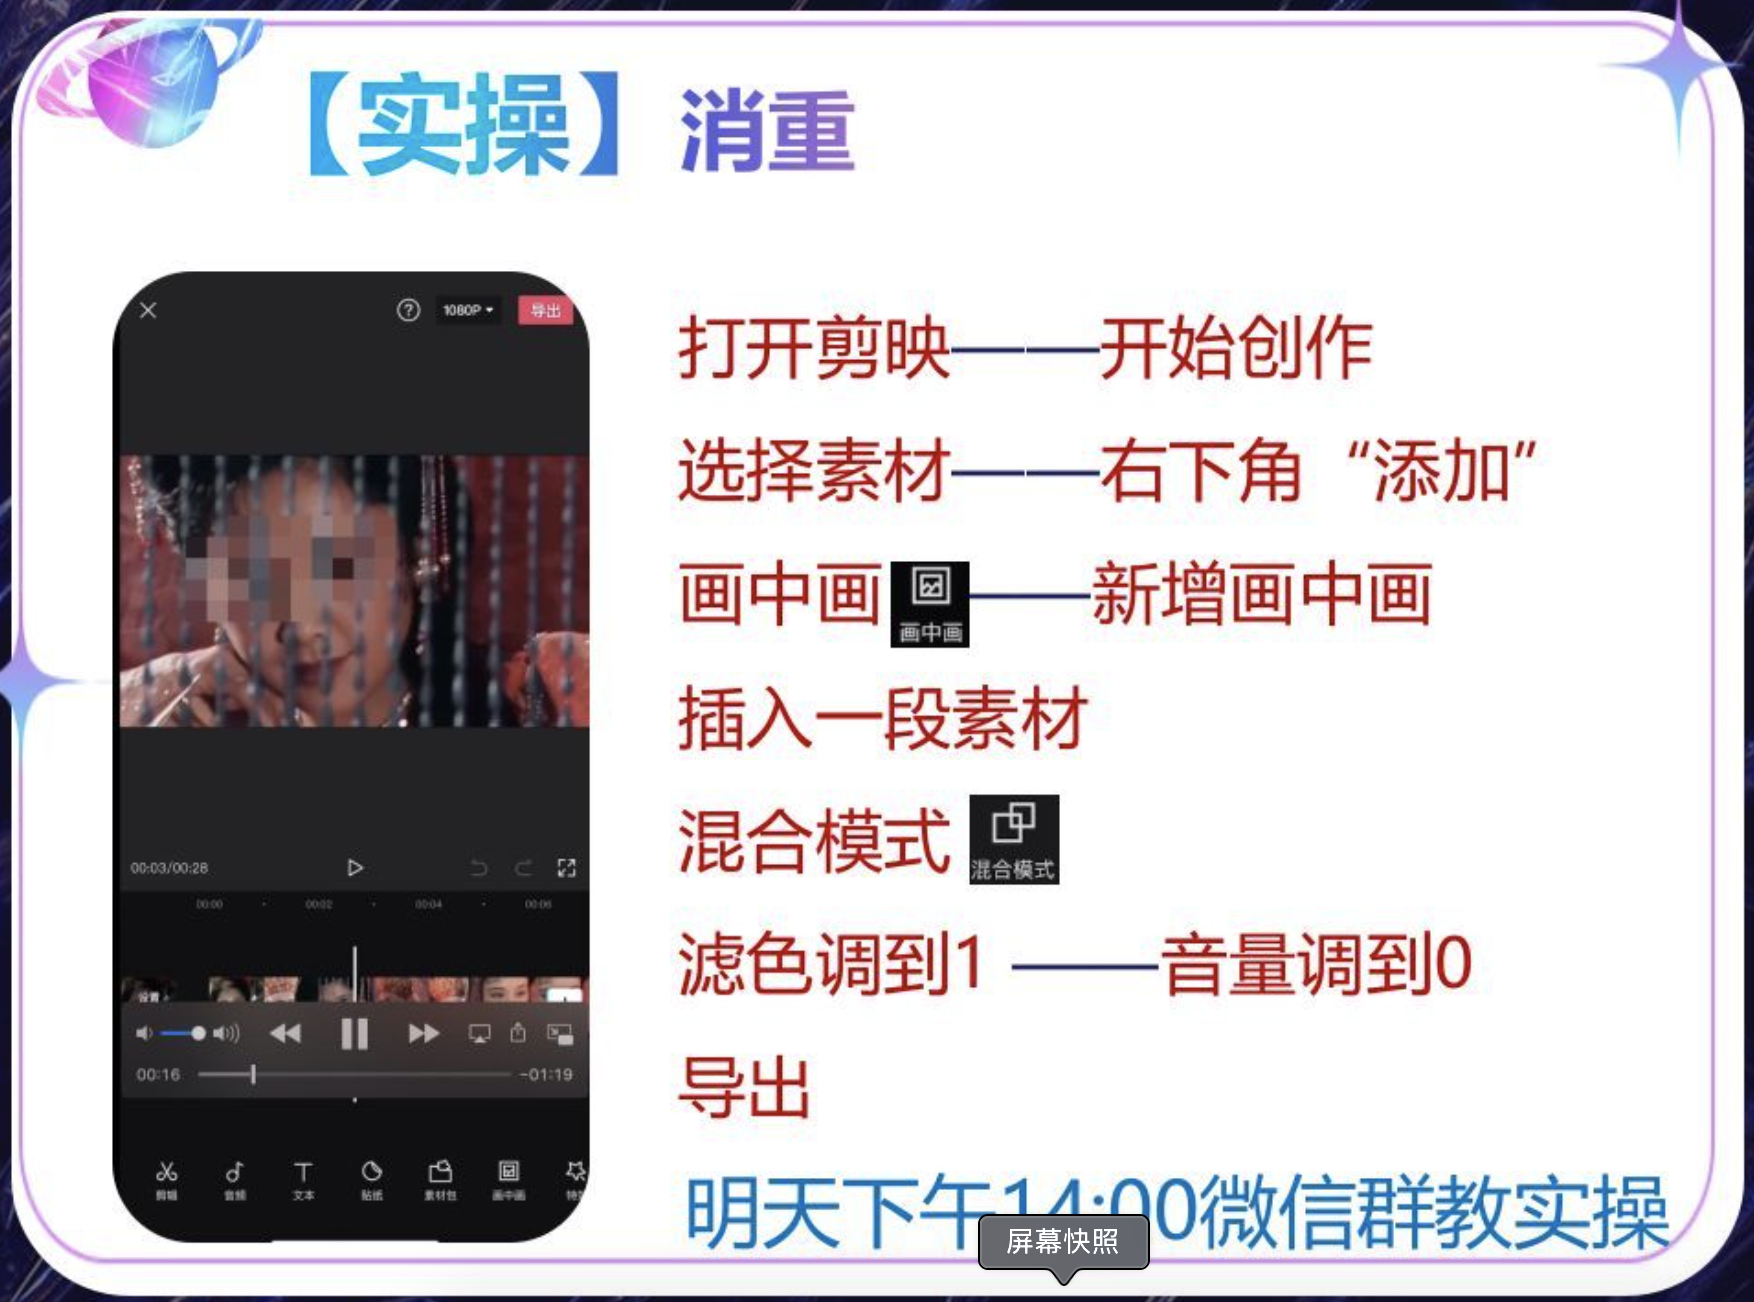 【实操】消重
? 1080P 导出
打开剪映——开始创作
选择素材——右下角“添加”
画中画 画中画 ——新增画中画
插入一段素材
混合模式 混合模式
滤色调到1 ——音量调到0
导出
明天下午14:00微信群教实操
屏幕快照
00:03/00:28
00:00 00:02 00:04 00:06
设置
00:16 -01:19
剪辑 音频 文本 贴纸 素材包 画中画